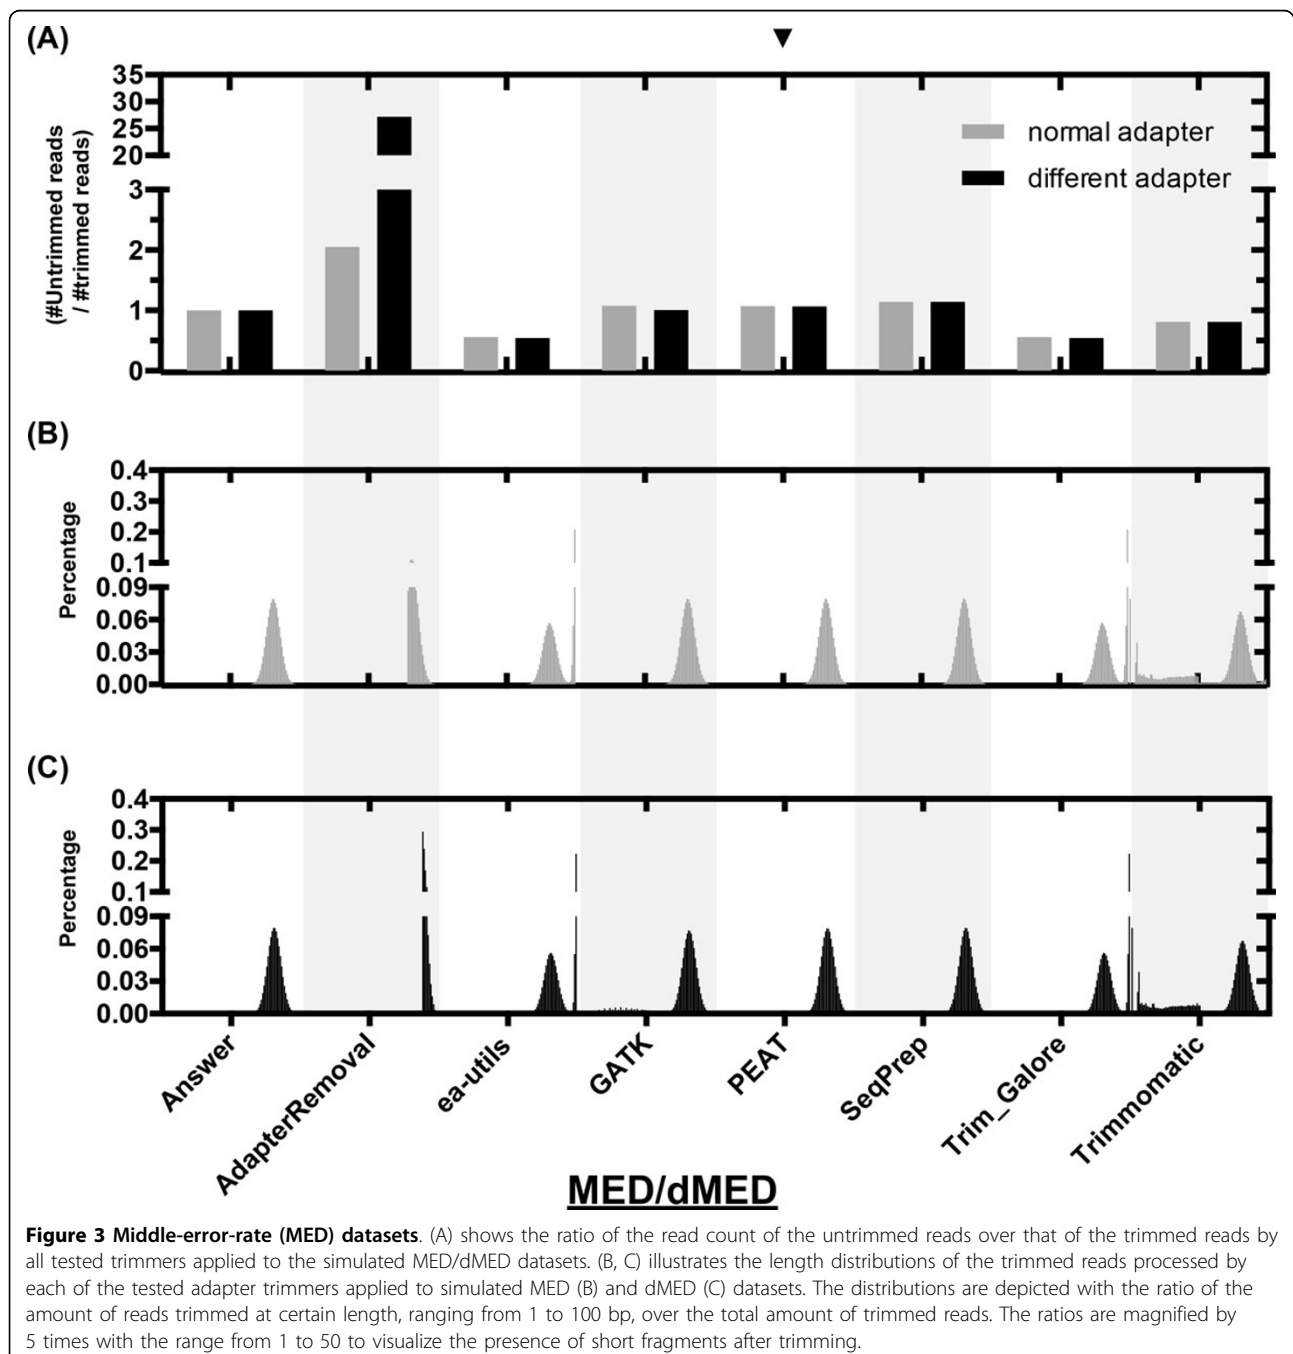 (A)
(#Untrimmed reads
/ #trimmed reads)
35
30
25
20
3
2
1
0
normal adapter
different adapter
(B)
Percentage
0.4
0.3
0.2
0.1
0.09
0.06
0.03
0.00
(C)
Percentage
0.4
0.3
0.2
0.1
0.09
0.06
0.03
0.00
Answer
AdapterRemoval
ea-utils
GATK
PEAT
SeqPrep
Trim_Galore
Trimmomatic
MED/dMED
Figure 3 Middle-error-rate (MED) datasets. (A) shows the ratio of the read count of the untrimmed reads over that of the trimmed reads by
all tested trimmers applied to the simulated MED/dMED datasets. (B, C) illustrates the length distributions of the trimmed reads processed by
each of the tested adapter trimmers applied to simulated MED (B) and dMED (C) datasets. The distributions are depicted with the ratio of the
amount of reads trimmed at certain length, ranging from 1 to 100 bp, over the total amount of trimmed reads. The ratios are magnified by
5 times with the range from 1 to 50 to visualize the presence of short fragments after trimming.